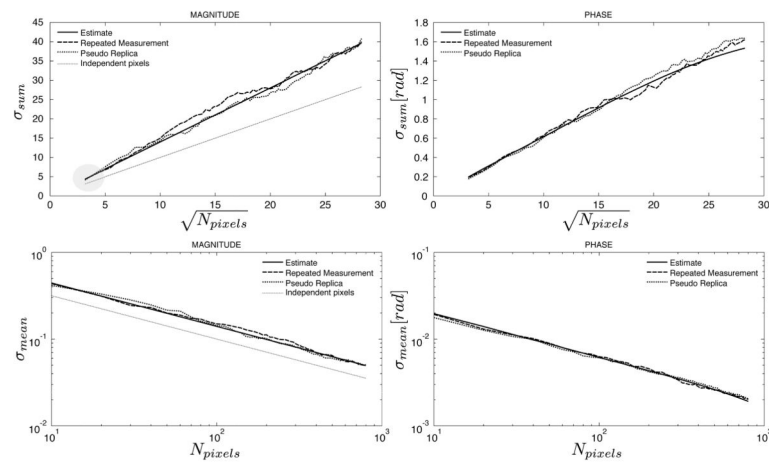 MAGNITUDE
45
40
35
30
25
20
15
10
5
0
σsum
Estimate
Repeated Measurement
Pseudo Replica
Independent pixels
0 5 10 15 20 25 30
√Npixels
PHASE
1.8
1.6
1.4
1.2
1
0.8
0.6
0.4
0.2
0
σsum[rad]
Estimate
Repeated Measurement
Pseudo Replica
0 5 10 15 20 25 30
√Npixels
MAGNITUDE
10⁰
10⁻¹
10⁻²
σmean
Estimate
Repeated Measurement
Pseudo Replica
Independent pixels
10¹ 10² 10³
Npixels
PHASE
10⁻¹
10⁻²
10⁻³
σmean[rad]
Estimate
Repeated Measurement
Pseudo Replica
10¹ 10² 10³
Npixels